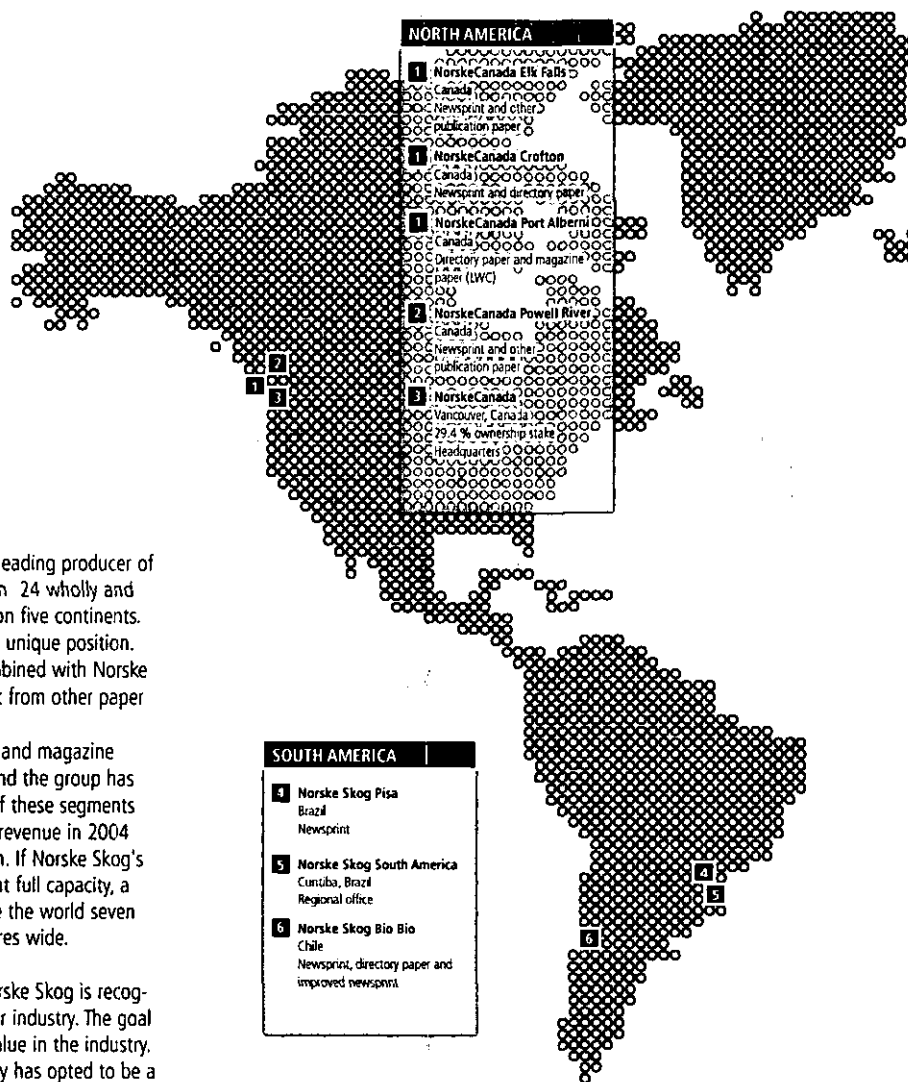 NORTH AMERICA
1 NorskeCanada Elk Falls
Canada
Newsprint and other
publication paper
1 NorskeCanada Crofton
Canada
Newsprint and directory paper
1 NorskeCanada Port Alberni
Canada
Directory paper and magazine
paper (LWC)
2 NorskeCanada Powell River
Canada
Newsprint and other
publication paper
3 NorskeCanada
Vancouver, Canada
29.4 % ownership stake
Headquarters
2
1
3
leading producer of
24 wholly and
on five continents.
unique position.
bined with Norske
from other paper
and magazine
nd the group has
of these segments
revenue in 2004
n. If Norske Skog's
at full capacity, a
e the world seven
res wide.
rske Skog is recog-
r industry. The goal
alue in the industry.
y has opted to be a
SOUTH AMERICA
4 Norske Skog Pisa
Brazil
Newsprint
5 Norske Skog South America
Curitiba, Brazil
Regional office
6 Norske Skog Bio Bio
Chile
Newsprint, directory paper and
improved newsprint
4
5
6